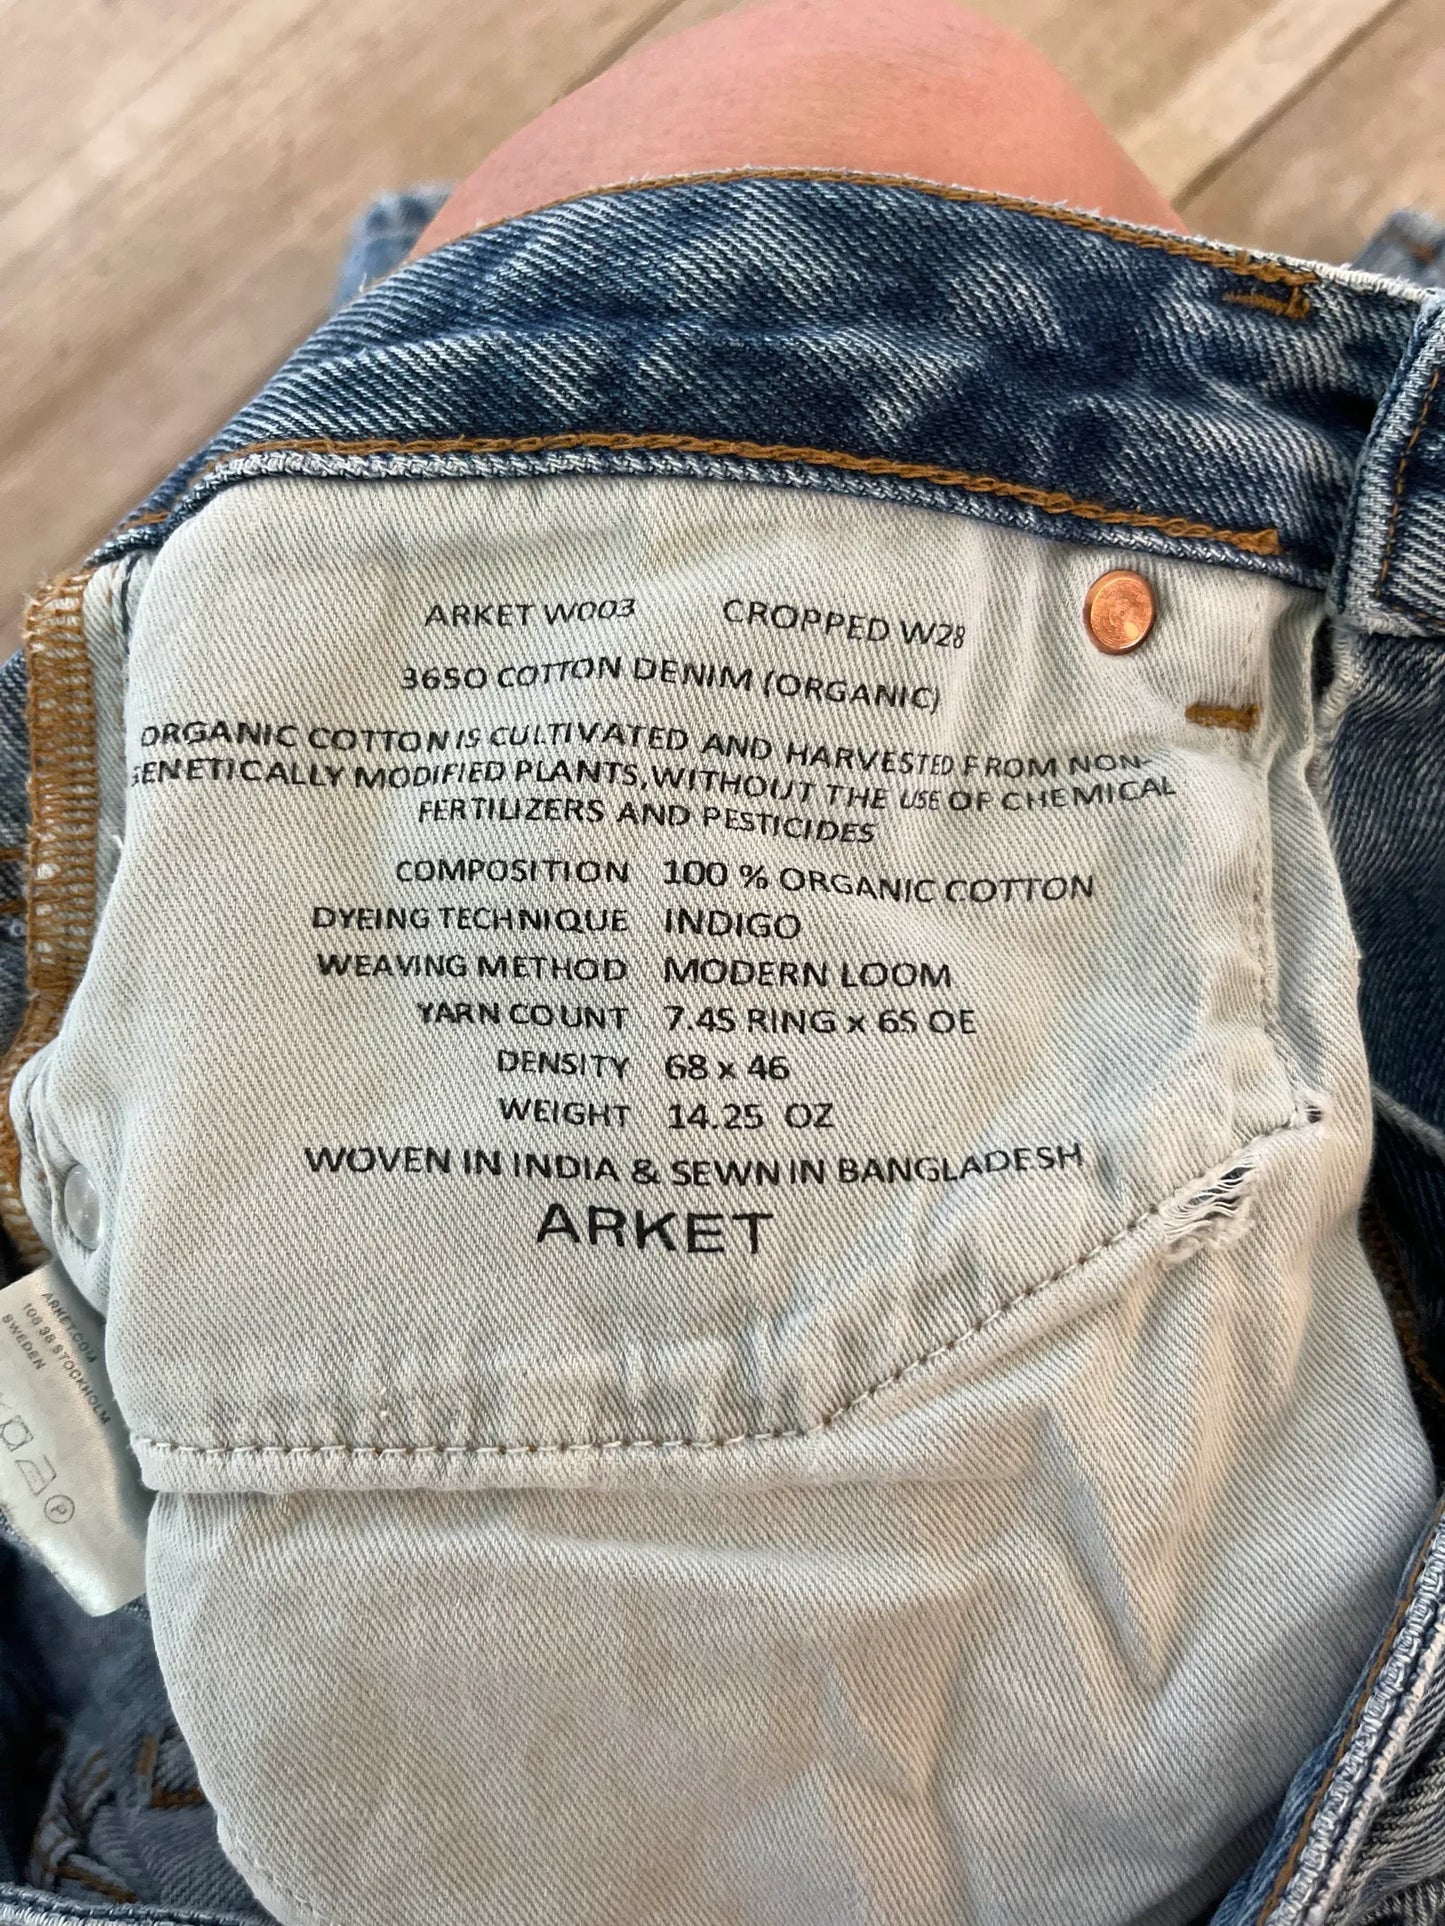 ARKET W003 CROPPED W28
3650 COTTON DENIM (ORGANIC)
ORGANIC COTTON IS CULTIVATED AND HARVESTED FROM NON-
GENETICALLY MODIFIED PLANTS, WITHOUT THE USE OF CHEMICAL
FERTILIZERS AND PESTICIDES
COMPOSITION 100 % ORGANIC COTTON
DYEING TECHNIQUE INDIGO
WEAVING METHOD MODERN LOOM
YARN COUNT 7.45 RING x 65 OE
DENSITY 68 x 46
WEIGHT 14.25 OZ
WOVEN IN INDIA & SEWN IN BANGLADESH
ARKET
ARKET.COM
106 38 STOCKHOLM
SWEDEN
P